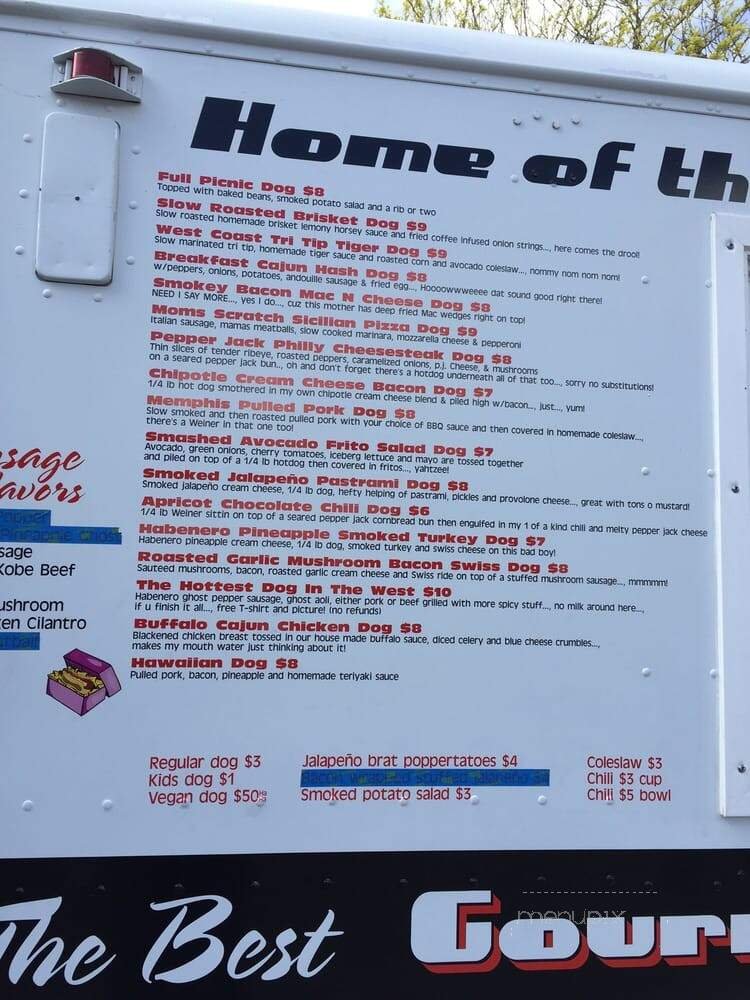 Home of th
Full Picnic Dog $8
Topped with baked beans, smoked potato salad and a rib or two
Slow Roasted Brisket Dog $9
Slow roasted homemade brisket lemony horsey sauce and fried coffee infused onion strings..., here comes the drool!
West Coast Tri Tip Tiger Dog $9
Slow marinated tri tip, homemade tiger sauce and roasted corn and avocado coleslaw..., nommy nom nom nom!
Breakfast Cajun Hash Dog $8
w/peppers, onions, potatoes, andouille sausage & fried egg..., Hoooowwweeee dat sound good right there!
Smokey Bacon Mac N Cheese Dog $8
NEED I SAY MORE..., yes I do..., cuz this mother has deep fried Mac wedges right on top!
Moms Scratch Sicilian Pizza Dog $9
Italian sausage, mamas meatballs, slow cooked marinara, mozzarella cheese & pepperoni
Pepper Jack Philly Cheesesteak Dog $8
Thin slices of tender ribeye, roasted peppers, caramelized onions, p.j. Cheese, & mushrooms
on a seared pepper jack bun.., oh and don't forget there's a hotdog underneath all of that too..., sorry no substitutions!
Chipotle Cream Cheese Bacon Dog $7
1/4 lb hot dog smothered in my own chipotle cream cheese blend & piled high w/bacon..., just..., yum!
Memphis Pulled Pork Dog $8
Slow smoked and then roasted pulled pork with your choice of BBQ sauce and then covered in homemade coleslaw...,
there's a Weiner in that one too!
Smashed Avocado Frito Salad Dog $7
Avocado, green onions, cherry tomatoes, iceberg lettuce and mayo are tossed together
and piled on top of a 1/4 lb hotdog then covered in fritos..., yahtzee!
Smoked Jalapeño Pastrami Dog $8
Smoked jalapeño cream cheese, 1/4 lb dog, hefty helping of pastrami, pickles and provolone cheese..., great with tons o mustard!
Apricot Chocolate Chili Dog $6
1/4 lb Weiner sittin on top of a seared pepper jack cornbread bun then engulfed in my 1 of a kind chili and melty pepper jack cheese
Habenero Pineapple Smoked Turkey Dog $7
Habenero pineapple cream cheese, 1/4 lb dog, smoked turkey and swiss cheese on this bad boy!
Roasted Garlic Mushroom Bacon Swiss Dog $8
Sauteed mushrooms, bacon, roasted garlic cream cheese and Swiss ride on top of a stuffed mushroom sausage..., mmmmm!
The Hottest Dog In The West $10
Habenero ghost pepper sausage, ghost aoli, either pork or beef grilled with more spicy stuff..., no milk around here...,
If u finish it all..., free T-shirt and picture! (no refunds)
Buffalo Cajun Chicken Dog $8
Blackened chicken breast tossed in our house made buffalo sauce, diced celery and blue cheese crumbles...,
makes my mouth water just thinking about it!
Hawaiian Dog $8
Pulled pork, bacon, pineapple and homemade teriyaki sauce
usage
lavors
Pineapple Ghost
sage
Kobe Beef
ushroom
en Cilantro
Regular dog $3
Kids dog $1
Vegan dog $50
Jalapeño brat poppertatoes $4
Bacon wrapped stuffed jalapeño $4
Smoked potato salad $3
Coleslaw $3
Chili $3 cup
Chili $5 bowl
The Best Gourm
menupix